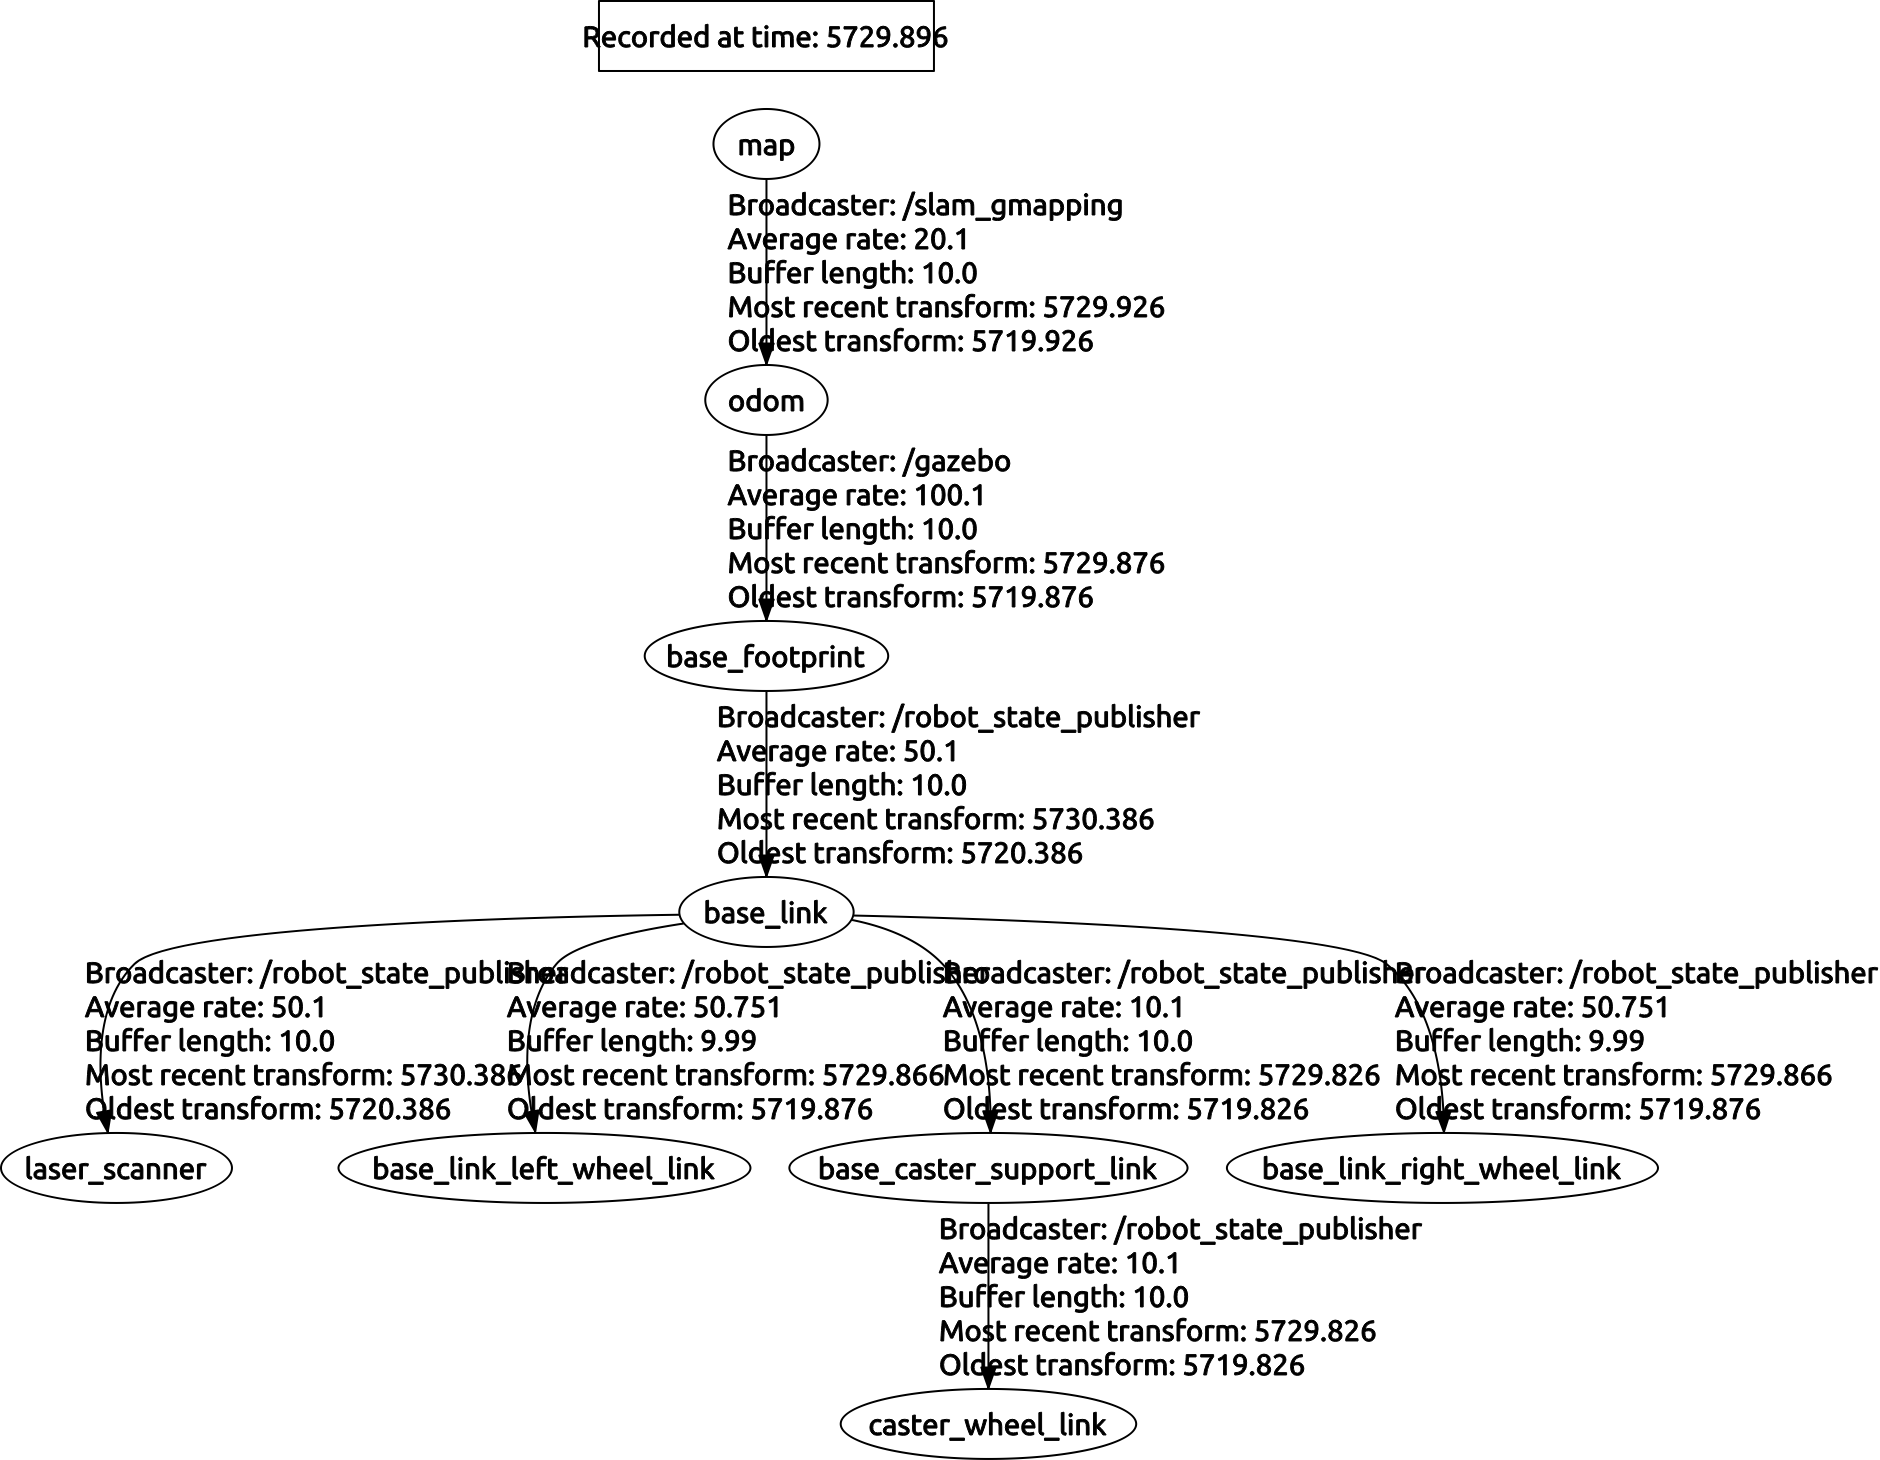 Recorded at time: 5729.896
map
Broadcaster: /slam_gmapping
Average rate: 20.1
Buffer length: 10.0
Most recent transform: 5729.926
Oldest transform: 5719.926
odom
Broadcaster: /gazebo
Average rate: 100.1
Buffer length: 10.0
Most recent transform: 5729.876
Oldest transform: 5719.876
base_footprint
Broadcaster: /robot_state_publisher
Average rate: 50.1
Buffer length: 10.0
Most recent transform: 5730.386
Oldest transform: 5720.386
base_link
Broadcaster: /robot_state_publisher
Average rate: 50.1
Buffer length: 10.0
Most recent transform: 5730.386
Oldest transform: 5720.386
laser_scanner
Broadcaster: /robot_state_publisher
Average rate: 50.751
Buffer length: 9.99
Most recent transform: 5729.866
Oldest transform: 5719.876
base_link_left_wheel_link
Broadcaster: /robot_state_publisher
Average rate: 10.1
Buffer length: 10.0
Most recent transform: 5729.826
Oldest transform: 5719.826
base_caster_support_link
Broadcaster: /robot_state_publisher
Average rate: 50.751
Buffer length: 9.99
Most recent transform: 5729.866
Oldest transform: 5719.876
base_link_right_wheel_link
Broadcaster: /robot_state_publisher
Average rate: 10.1
Buffer length: 10.0
Most recent transform: 5729.826
Oldest transform: 5719.826
caster_wheel_link